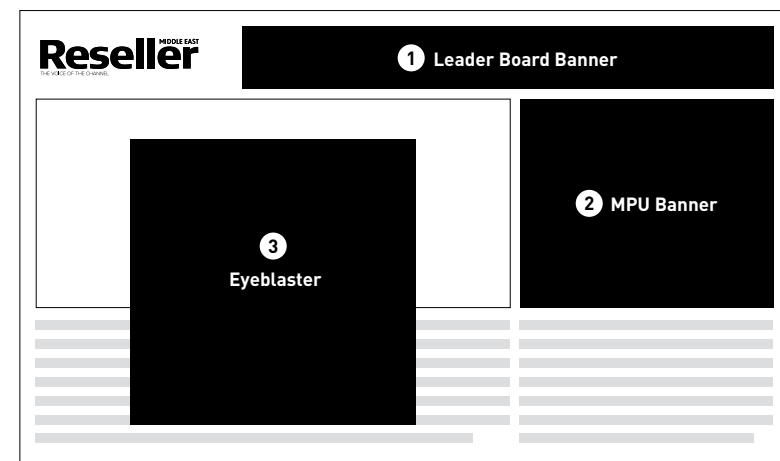 MIDDLE EAST
Reseller
THE VOICE OF THE CHANNEL
1 Leader Board Banner
2 MPU Banner
3
Eyeblaster